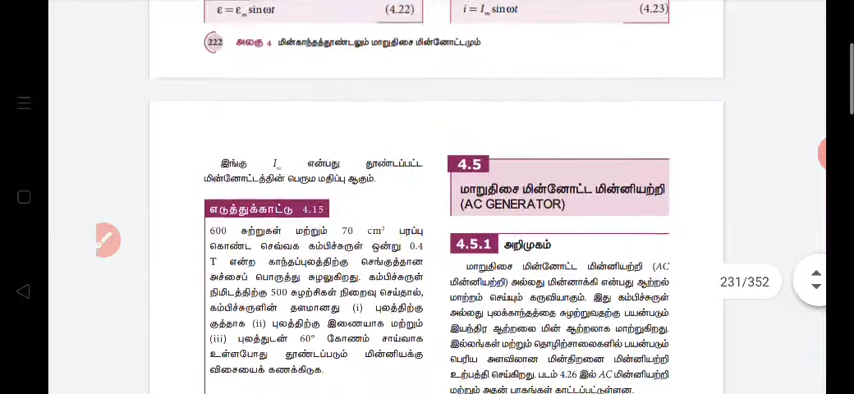 ε = εm sin ωt (4.22)
i = Im sin ωt (4.23)
222 அலகு 4 மின்காந்தத்தூண்டலும் மாறுதிசை மின்னோட்டமும்
இங்கு Im என்பது தூண்டப்பட்ட
மின்னோட்டத்தின் பெரும மதிப்பு ஆகும்.
எடுத்துக்காட்டு 4.15
600 சுற்றுகள் மற்றும் 70 cm² பரப்பு
கொண்ட செவ்வக கம்பிச்சுருள் ஒன்று 0.4
T என்ற காந்தப்புலத்திற்கு செங்குத்தான
அச்சைப் பொருத்து சுழலுகிறது. கம்பிச்சுருள்
நிமிடத்திற்கு 500 சுழற்சிகள் நிறைவு செய்தால்,
கம்பிச்சுருளின் தளமானது (i) புலத்திற்கு
குத்தாக (ii) புலத்திற்கு இணையாக மற்றும்
(iii) புலத்துடன் 60° கோணம் சாய்வாக
உள்ளபோது தூண்டப்படும் மின்னியக்கு
விசையைக் கணக்கிடுக.
4.5
மாறுதிசை மின்னோட்ட மின்னியற்றி
(AC GENERATOR)
4.5.1 அறிமுகம்
மாறுதிசை மின்னோட்ட மின்னியற்றி (AC
மின்னியற்றி) அல்லது மின்னாக்கி என்பது ஆற்றல்
மாற்றம் செய்யும் கருவியாகும். இது கம்பிச்சுருள்
அல்லது புலக்காந்தத்தை சுழற்றுவதற்கு பயன்படும்
இயந்திர ஆற்றலை மின் ஆற்றலாக மாற்றுகிறது.
இல்லங்கள் மற்றும் தொழிற்சாலைகளில் பயன்படும்
பெரிய அளவிலான மின்திறனை மின்னியற்றி
உற்பத்தி செய்கிறது. படம் 4.26 இல் AC மின்னியற்றி
மற்றும் அதன் பாகங்கள் காட்டப்பட்டுள்ளன.
231/352